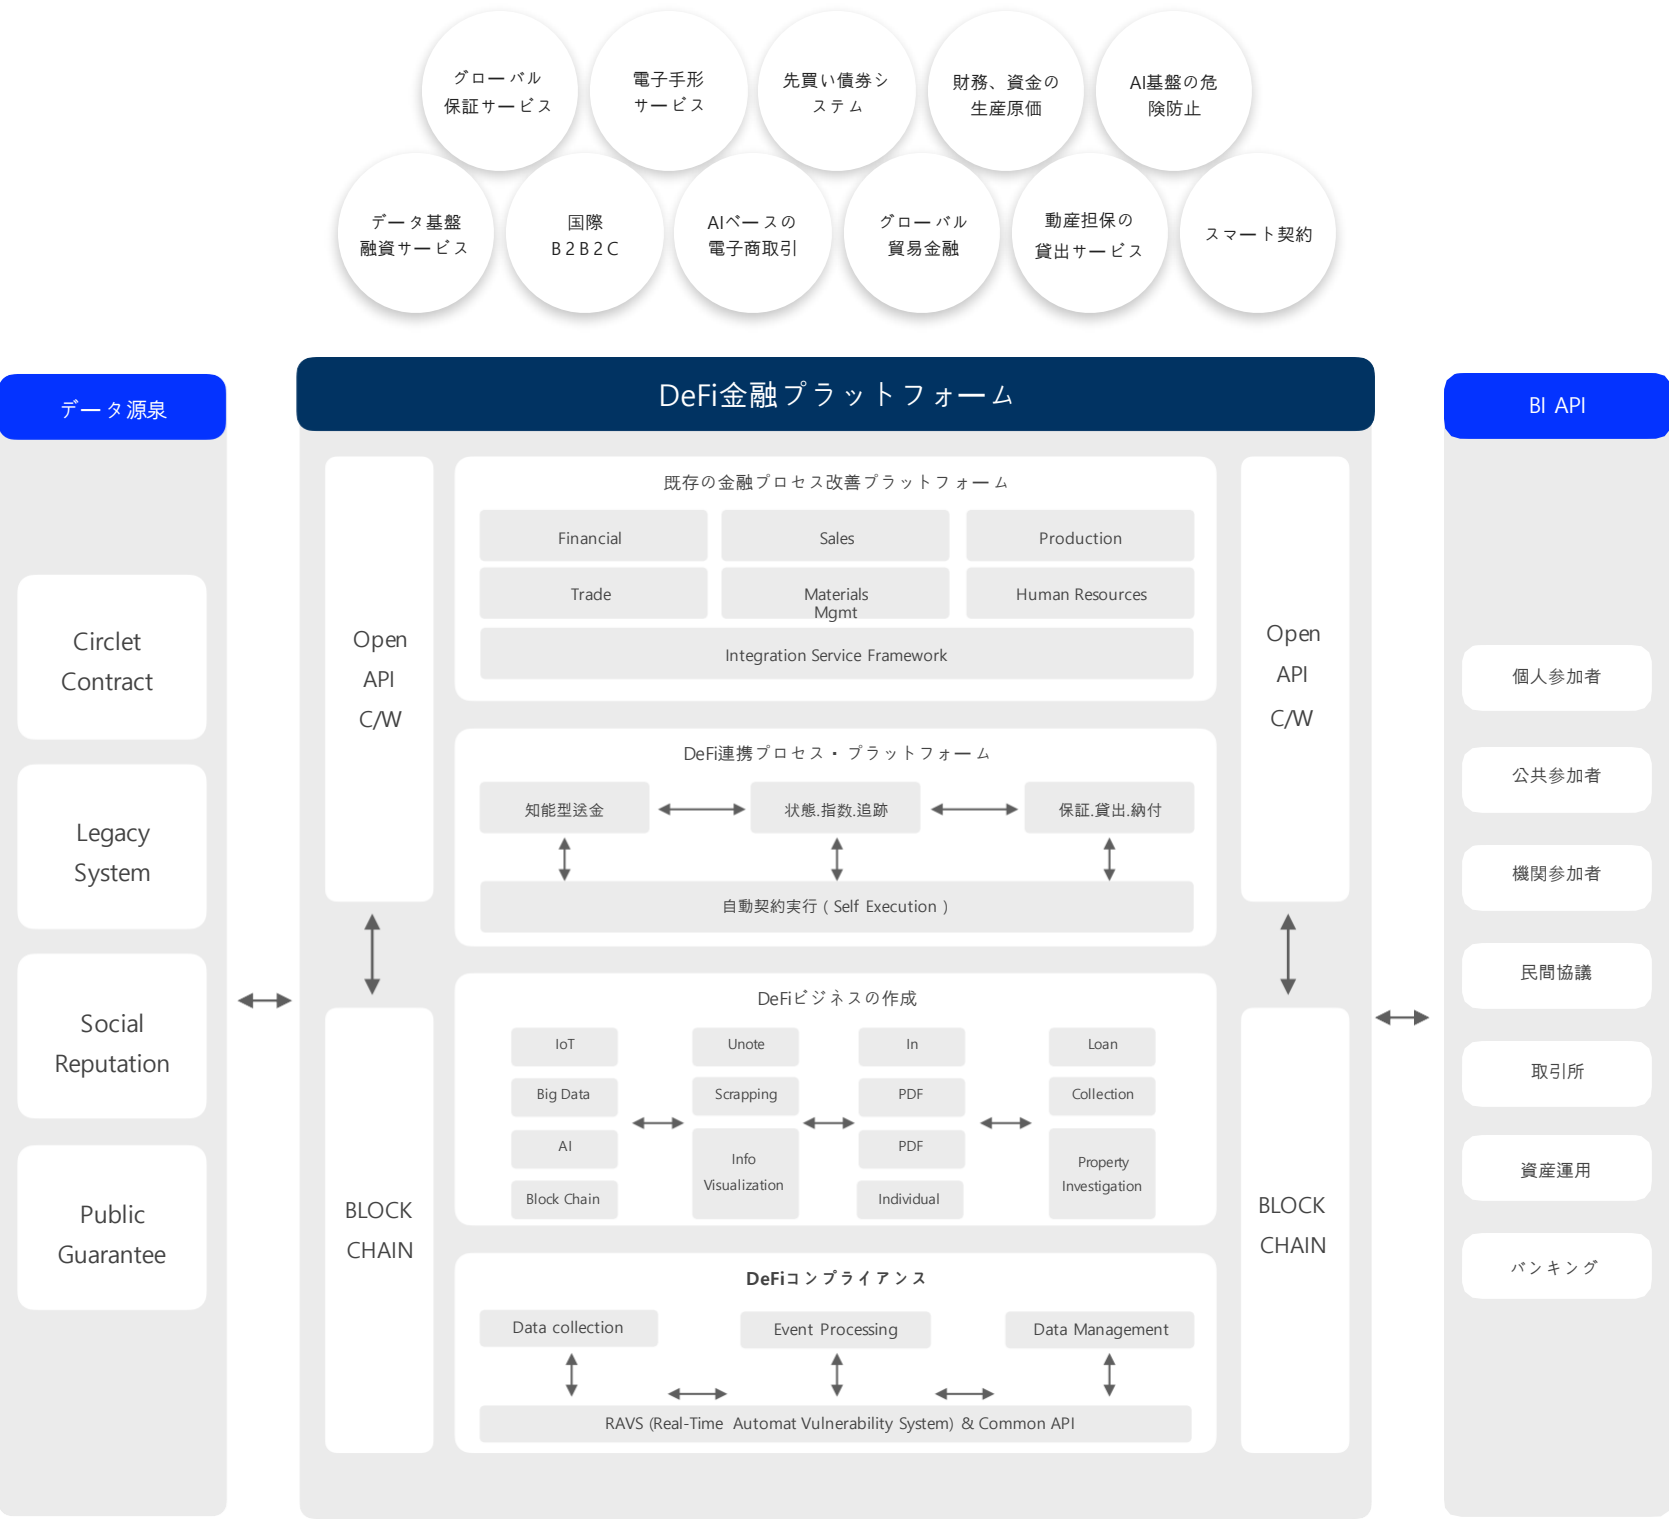 グローバル
保証サービス
電子手形
サービス
先買い債券シ
ステム
財務、資金の
生産原価
AI基盤の危
険防止
データ基盤
融資サービス
国際
B2B2C
AIベースの
電子商取引
グローバル
貿易金融
動産担保の
貸出サービス
スマート契約
データ源泉
Circlet
Contract
Legacy
System
Social
Reputation
Public
Guarantee
DeFi金融プラットフォーム
Open
API
C/W
BLOCK
CHAIN
既存の金融プロセス改善プラットフォーム
Financial
Sales
Production
Trade
Materials
Mgmt
Human Resources
Integration Service Framework
DeFi連携プロセス・プラットフォーム
知能型送金
状態.指数.追跡
保証.貸出.納付
自動契約実行 ( Self Execution )
DeFiビジネスの作成
IoT
Big Data
AI
Block Chain
Unote
Scrapping
Info
Visualization
In
PDF
PDF
Individual
Loan
Collection
Property
Investigation
DeFiコンプライアンス
Data collection
Event Processing
Data Management
RAVS (Real-Time Automat Vulnerability System) & Common API
Open
API
C/W
BLOCK
CHAIN
BI API
個人参加者
公共参加者
機関参加者
民間協議
取引所
資産運用
バンキング